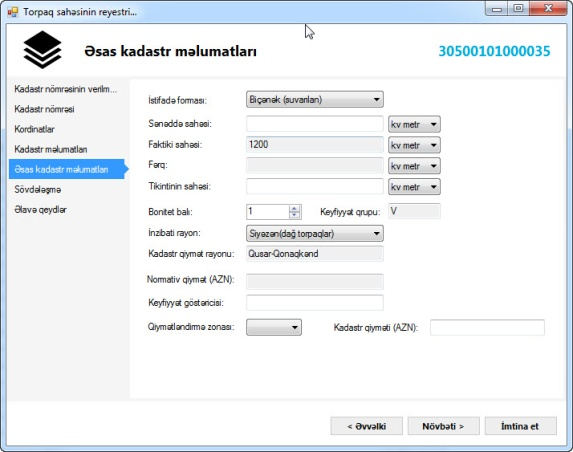 Torpaq sahəsinin reyestri...
Əsas kadastr məlumatları
30500101000035
Kadastr nömrəsinin verilm...
Kadastr nömrəsi
Kordinatlar
Kadastr məlumatları
Əsas kadastr məlumatları
Sövdələşmə
Əlavə qeydlər
İstifadə forması: Biçənək (suvarılan)
Sənəddə sahəsi: kv metr
Faktiki sahəsi: 1200 kv metr
Fərq: kv metr
Tikintinin sahəsi: kv metr
Bonitet balı: 1 Keyfiyyət qrupu: V
İnzibati rayon: Siyəzən(dağ torpaqlar)
Kadastr qiymət rayonu: Qusar-Qonaqkənd
Normativ qiymət (AZN):
Keyfiyyət göstəricisi:
Qiymətləndirmə zonası: Kadastr qiyməti (AZN):
< Əvvəlki Növbəti > İmtina et